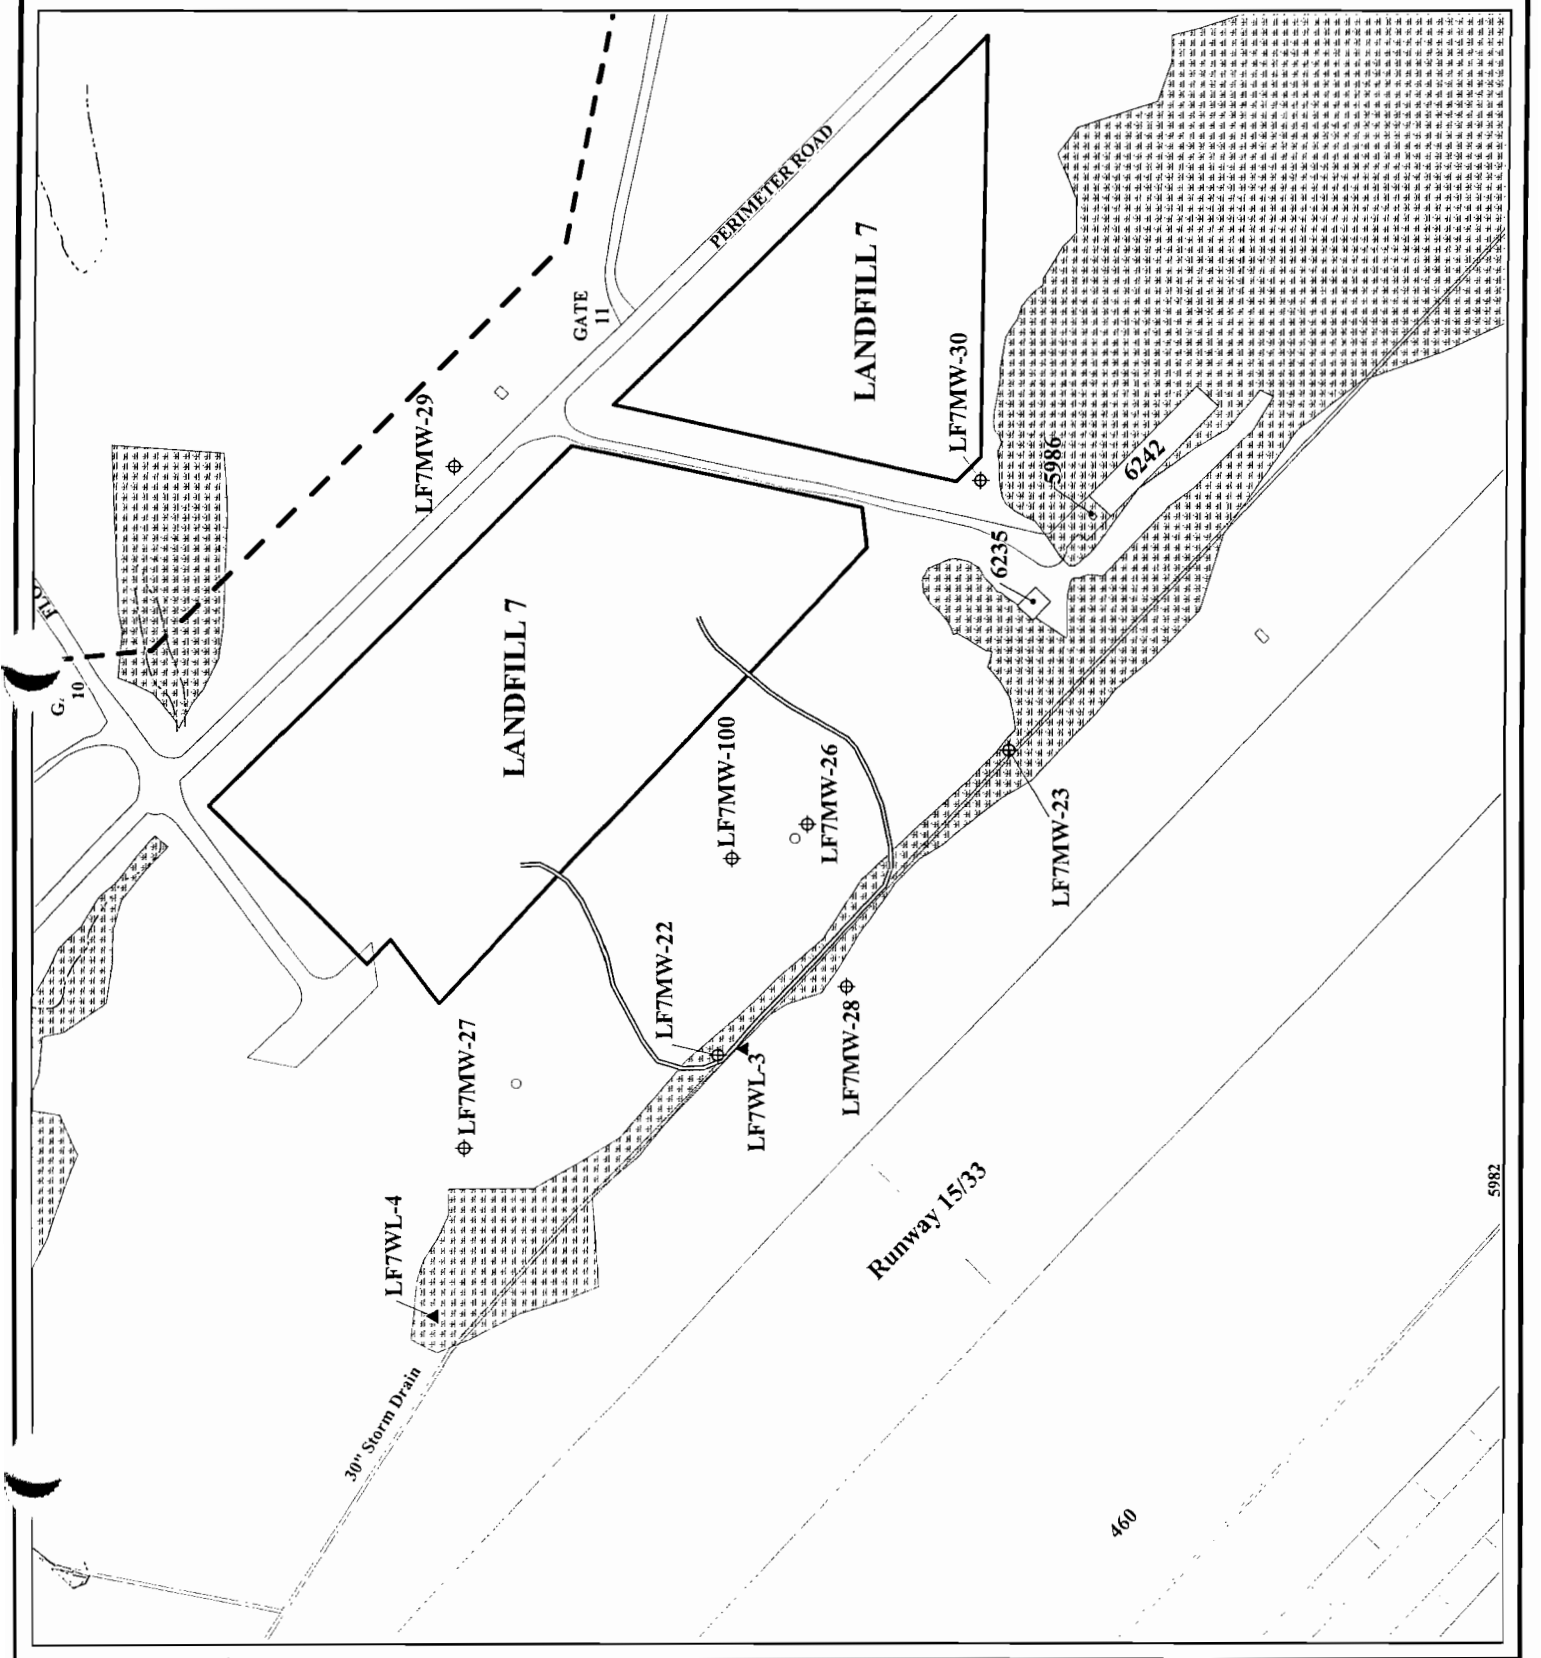 PERIMETER ROAD
GATE
11
LANDFILL 7
LF7MW-30
LF7MW-29
5986
6242
6235
10
LANDFILL 7
LF7MW-100
LF7MW-26
LF7MW-23
LF7MW-22
LF7MW-28
LF7WL-3
LF7MW-27
LF7WL-4
30" Storm Drain
Runway 15/33
5982
460